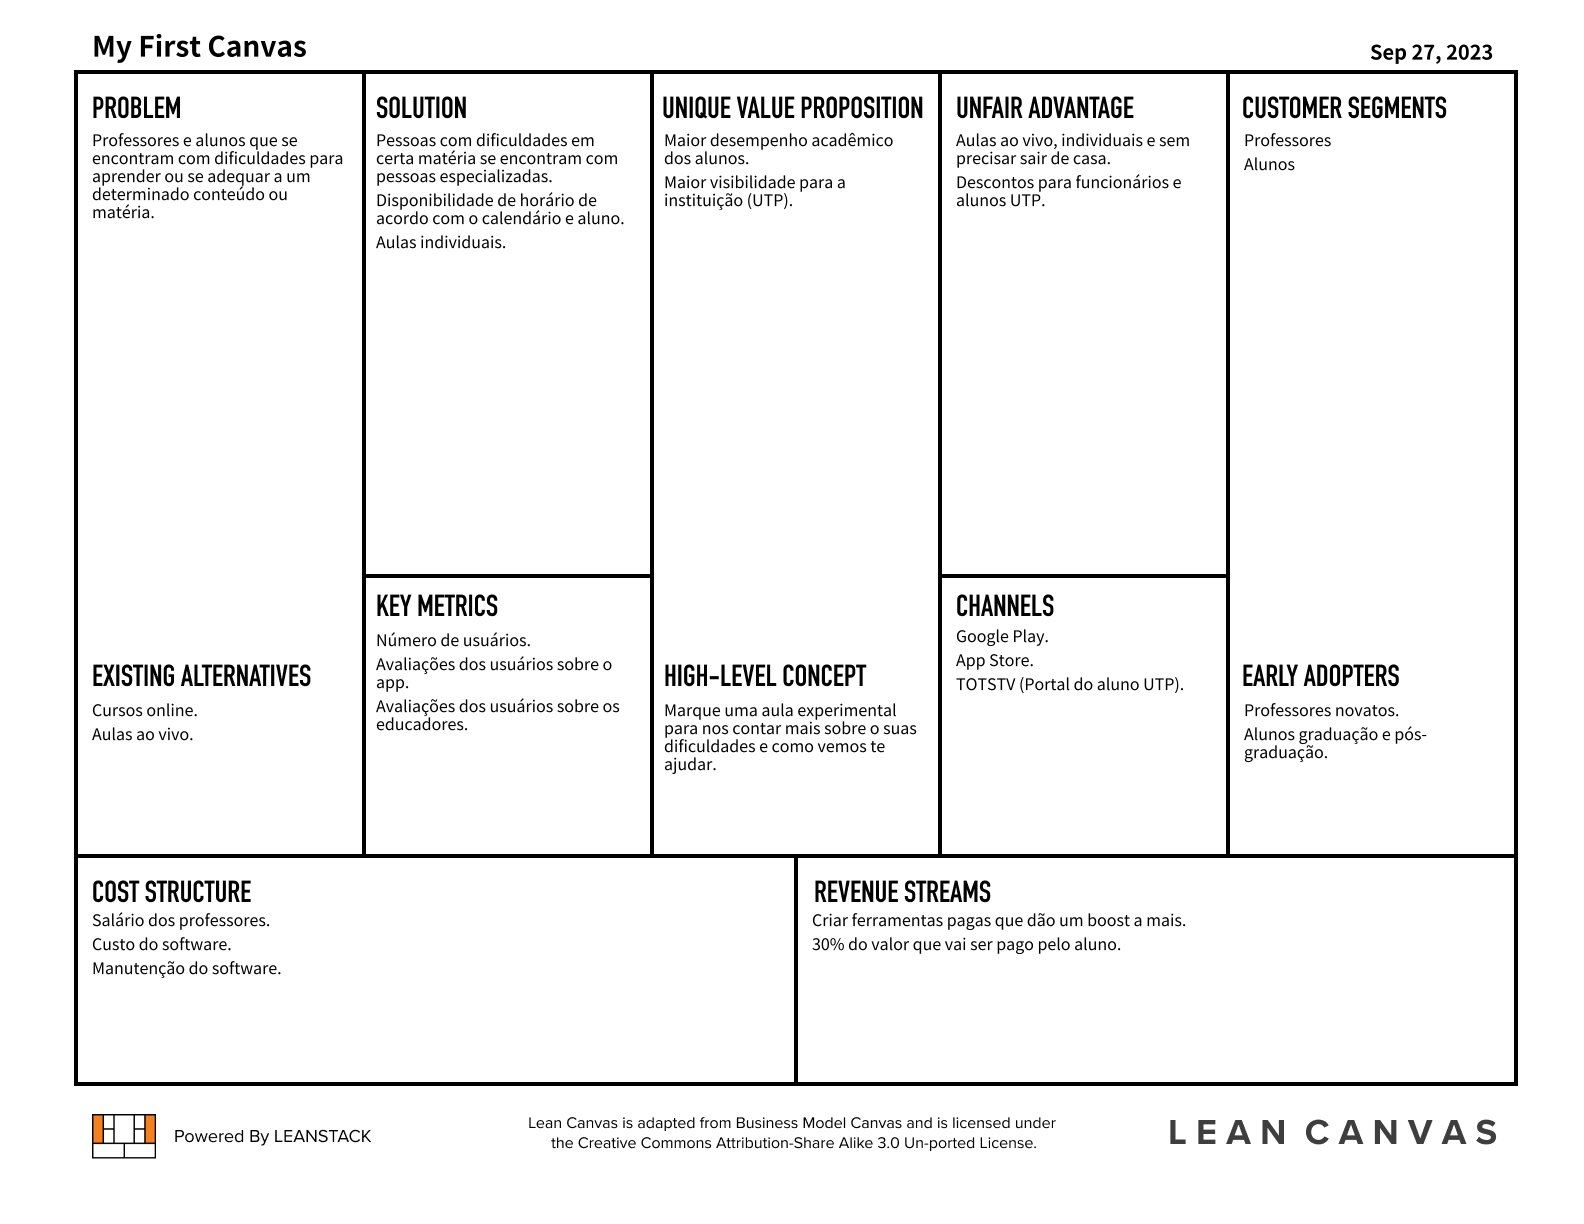 My First Canvas
Sep 27, 2023
PROBLEM
Professores e alunos que se
encontram com dificuldades para
aprender ou se adequar a um
determinado conteúdo ou
matéria.
EXISTING ALTERNATIVES
Cursos online.
Aulas ao vivo.
SOLUTION
Pessoas com dificuldades em
certa matéria se encontram com
pessoas especializadas.
Disponibilidade de horário de
acordo com o calendário e aluno.
Aulas individuais.
KEY METRICS
Número de usuários.
Avaliações dos usuários sobre o
app.
Avaliações dos usuários sobre os
educadores.
UNIQUE VALUE PROPOSITION
Maior desempenho acadêmico
dos alunos.
Maior visibilidade para a
instituição (UTP).
HIGH-LEVEL CONCEPT
Marque uma aula experimental
para nos contar mais sobre o suas
dificuldades e como vemos te
ajudar.
UNFAIR ADVANTAGE
Aulas ao vivo, individuais e sem
precisar sair de casa.
Descontos para funcionários e
alunos UTP.
CHANNELS
Google Play.
App Store.
TOTSTV (Portal do aluno UTP).
CUSTOMER SEGMENTS
Professores
Alunos
EARLY ADOPTERS
Professores novatos.
Alunos graduação e pós-
graduação.
COST STRUCTURE
Salário dos professores.
Custo do software.
Manutenção do software.
REVENUE STREAMS
Criar ferramentas pagas que dão um boost a mais.
30% do valor que vai ser pago pelo aluno.
Powered By LEANSTACK
Lean Canvas is adapted from Business Model Canvas and is licensed under
the Creative Commons Attribution-Share Alike 3.0 Un-ported License.
LEAN CANVAS